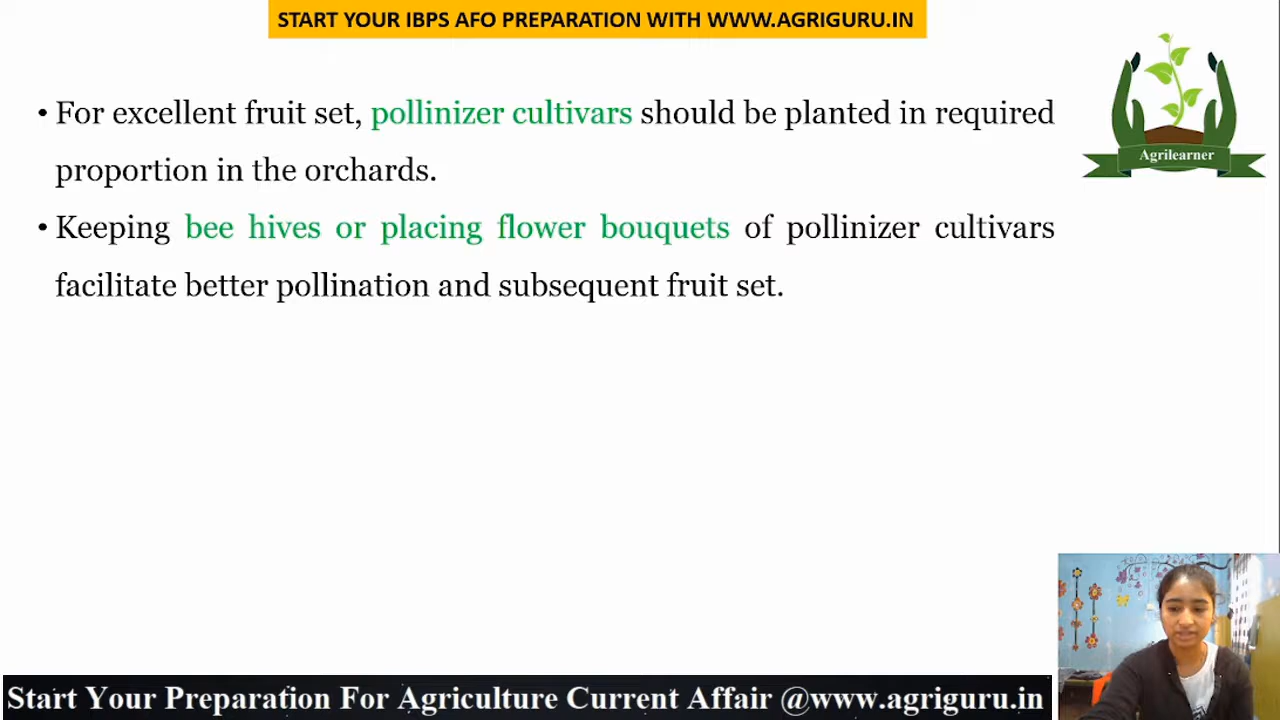 START YOUR IBPS AFO PREPARATION WITH WWW.AGRIGURU.IN
• For excellent fruit set, pollinizer cultivars should be planted in required
proportion in the orchards.
• Keeping bee hives or placing flower bouquets of pollinizer cultivars
facilitate better pollination and subsequent fruit set.
Agrilearner
Start Your Preparation For Agriculture Current Affair @www.agriguru.in